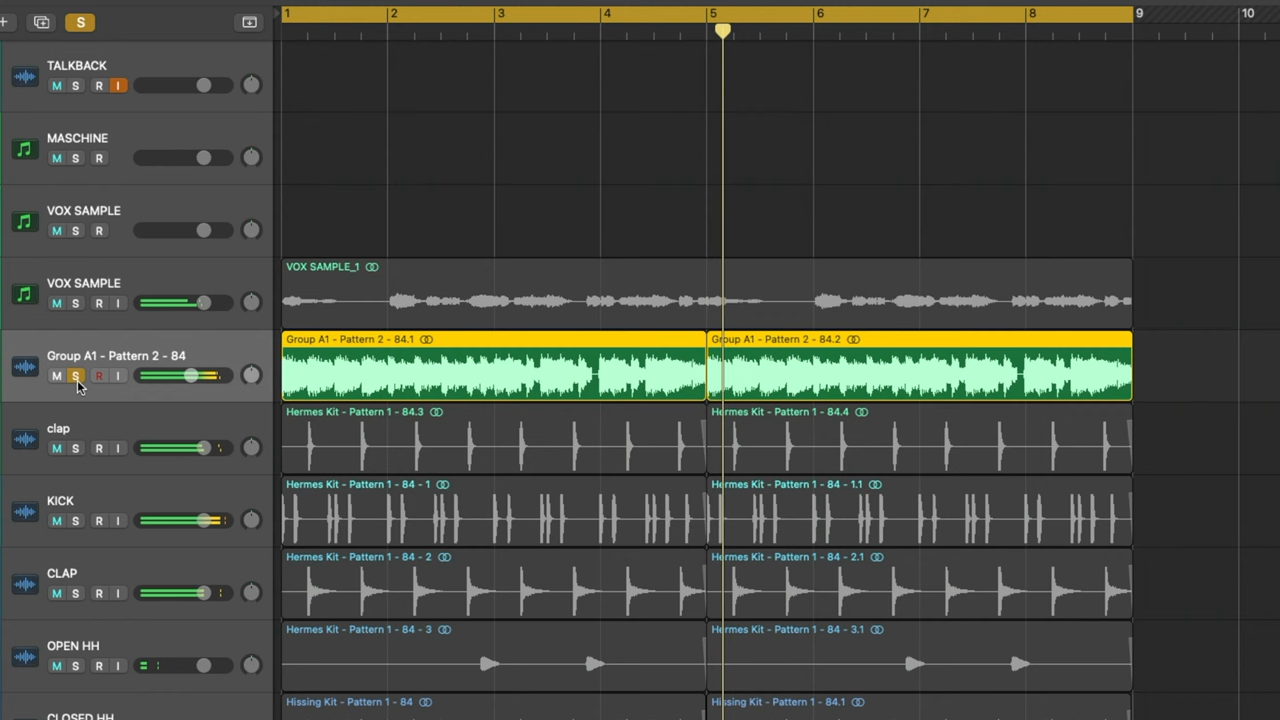 S
1 2 3 4 5 6 7 8 9 10
TALKBACK
M S R I
MASCHINE
M S R
VOX SAMPLE
M S R
VOX SAMPLE
M S R I
VOX SAMPLE_1
Group A1 - Pattern 2 - 84
M S R I
Group A1 - Pattern 2 - 84.1
Group A1 - Pattern 2 - 84.2
clap
M S R I
Hermes Kit - Pattern 1 - 84.3
Hermes Kit - Pattern 1 - 84.4
KICK
M S R I
Hermes Kit - Pattern 1 - 84 - 1
Hermes Kit - Pattern 1 - 84 - 1.1
CLAP
M S R I
Hermes Kit - Pattern 1 - 84 - 2
Hermes Kit - Pattern 1 - 84 - 2.1
OPEN HH
M S R I
Hermes Kit - Pattern 1 - 84 - 3
Hermes Kit - Pattern 1 - 84 - 3.1
CLOSED HH
Hissing Kit - Pattern 1 - 84
Hissing Kit - Pattern 1 - 84.1